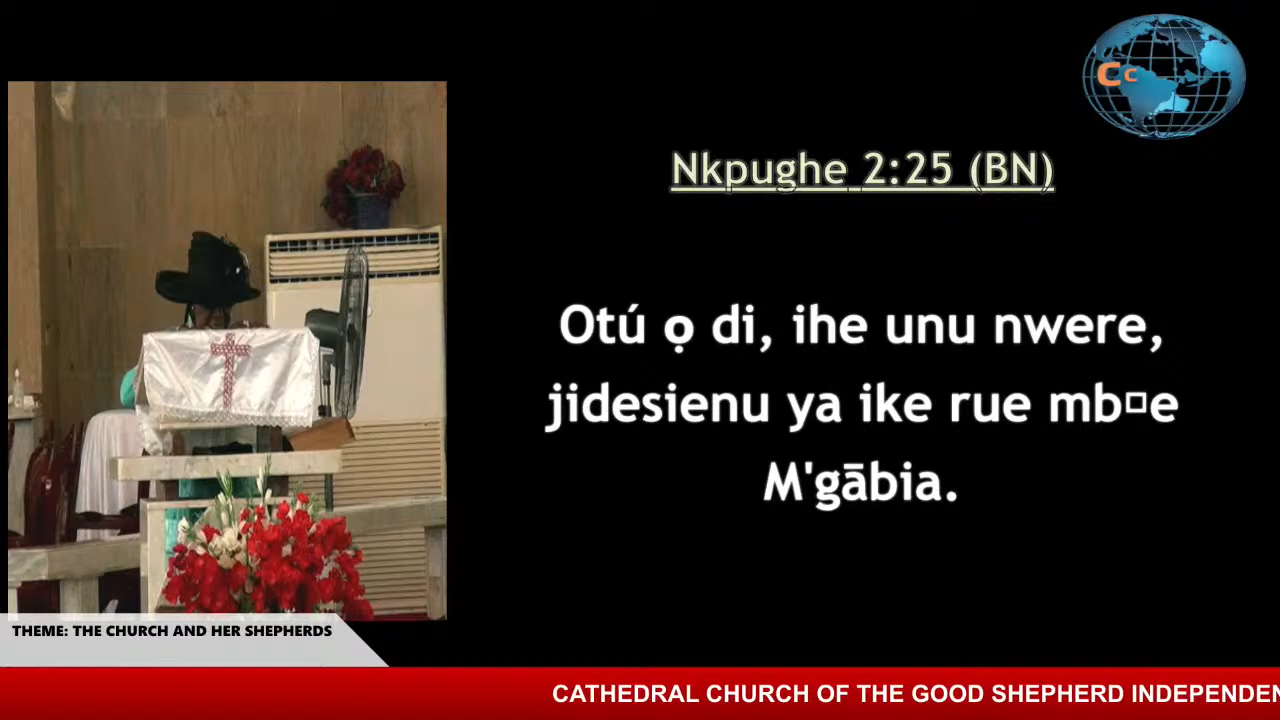 Cc
Nkpughe 2:25 (BN)
Otú ọ di, ihe unu nwere,
jidesienu ya ike rue mb□e
M'gābia.
THEME: THE CHURCH AND HER SHEPHERDS
CATHEDRAL CHURCH OF THE GOOD SHEPHERD